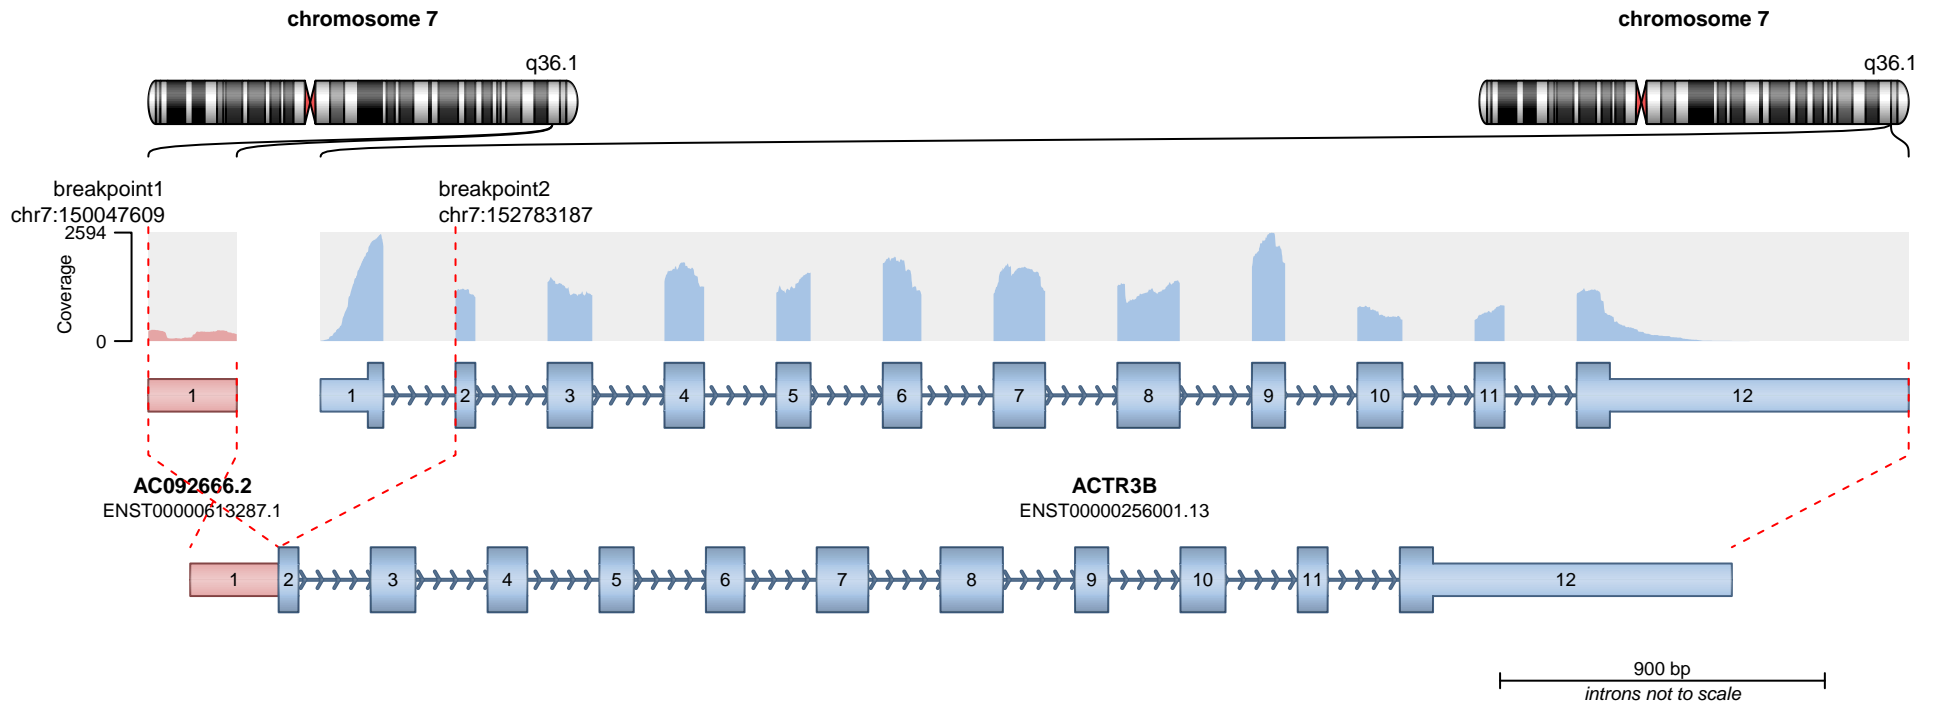 chromosome 7
chromosome 7
q36.1
q36.1
breakpoint1
chr7:150047609
breakpoint2
chr7:152783187
2594
Coverage
0
1
1
2
3
4
5
6
7
8
9
10
11
12
AC092666.2
ENST00000613287.1
ACTR3B
ENST00000256001.13
1
2
3
4
5
6
7
8
9
10
11
12
900 bp
introns not to scale